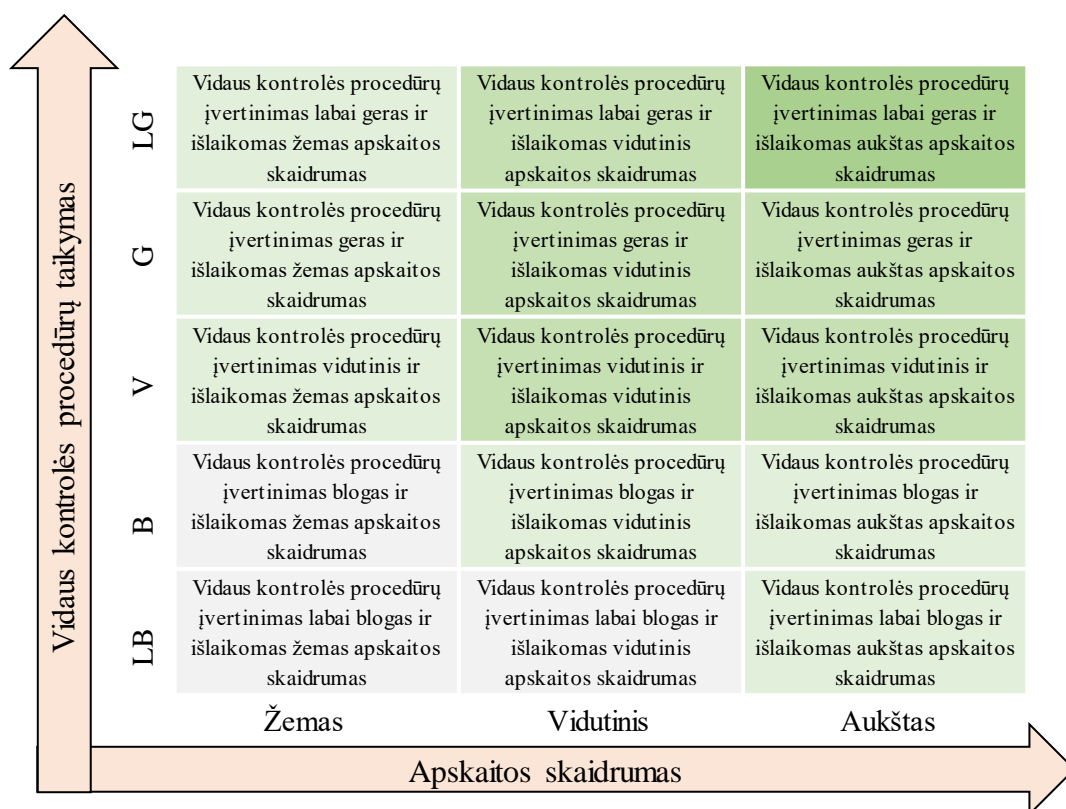 Vidaus kontrolės procedūrų taikymas
LG
Vidaus kontrolės procedūrų
įvertinimas labai geras ir
išlaikomas žemas apskaitos
skaidrumas
Vidaus kontrolės procedūrų
įvertinimas labai geras ir
išlaikomas vidutinis
apskaitos skaidrumas
Vidaus kontrolės procedūrų
įvertinimas labai geras ir
išlaikomas aukštas apskaitos
skaidrumas
G
Vidaus kontrolės procedūrų
įvertinimas geras ir
išlaikomas žemas apskaitos
skaidrumas
Vidaus kontrolės procedūrų
įvertinimas geras ir
išlaikomas vidutinis
apskaitos skaidrumas
Vidaus kontrolės procedūrų
įvertinimas geras ir
išlaikomas aukštas apskaitos
skaidrumas
V
Vidaus kontrolės procedūrų
įvertinimas vidutinis ir
išlaikomas žemas apskaitos
skaidrumas
Vidaus kontrolės procedūrų
įvertinimas vidutinis ir
išlaikomas vidutinis
apskaitos skaidrumas
Vidaus kontrolės procedūrų
įvertinimas vidutinis ir
išlaikomas aukštas apskaitos
skaidrumas
B
Vidaus kontrolės procedūrų
įvertinimas blogas ir
išlaikomas žemas apskaitos
skaidrumas
Vidaus kontrolės procedūrų
įvertinimas blogas ir
išlaikomas vidutinis
apskaitos skaidrumas
Vidaus kontrolės procedūrų
įvertinimas blogas ir
išlaikomas aukštas apskaitos
skaidrumas
LB
Vidaus kontrolės procedūrų
įvertinimas labai blogas ir
išlaikomas žemas apskaitos
skaidrumas
Vidaus kontrolės procedūrų
įvertinimas labai blogas ir
išlaikomas vidutinis
apskaitos skaidrumas
Vidaus kontrolės procedūrų
įvertinimas labai blogas ir
išlaikomas aukštas apskaitos
skaidrumas
Žemas
Vidutinis
Aukštas
Apskaitos skaidrumas